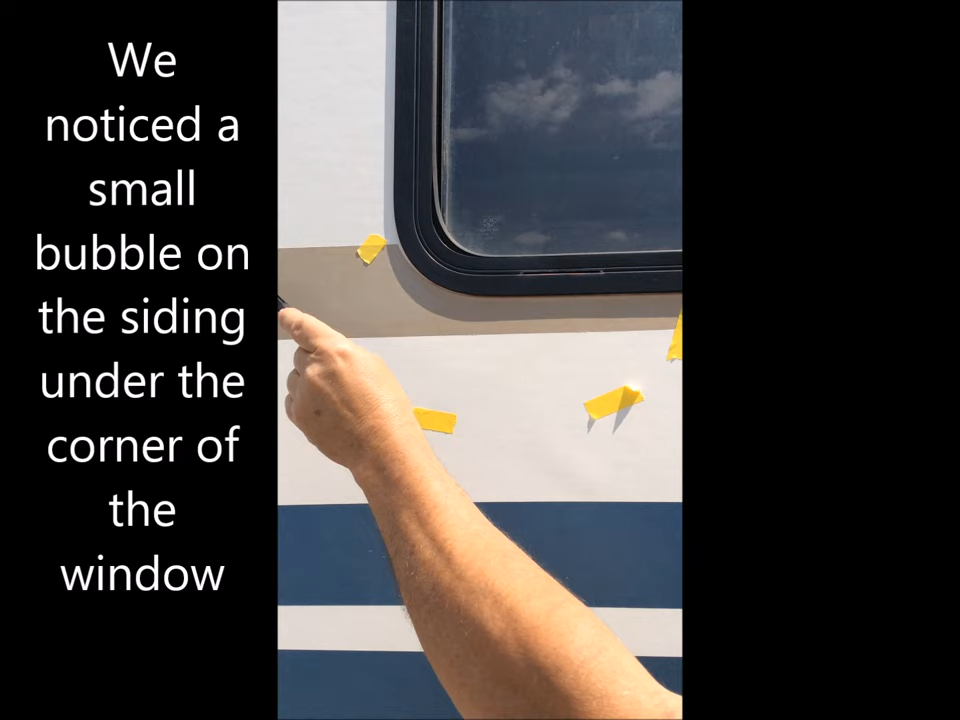 We
noticed a
small
bubble on
the siding
under the
corner of
the
window